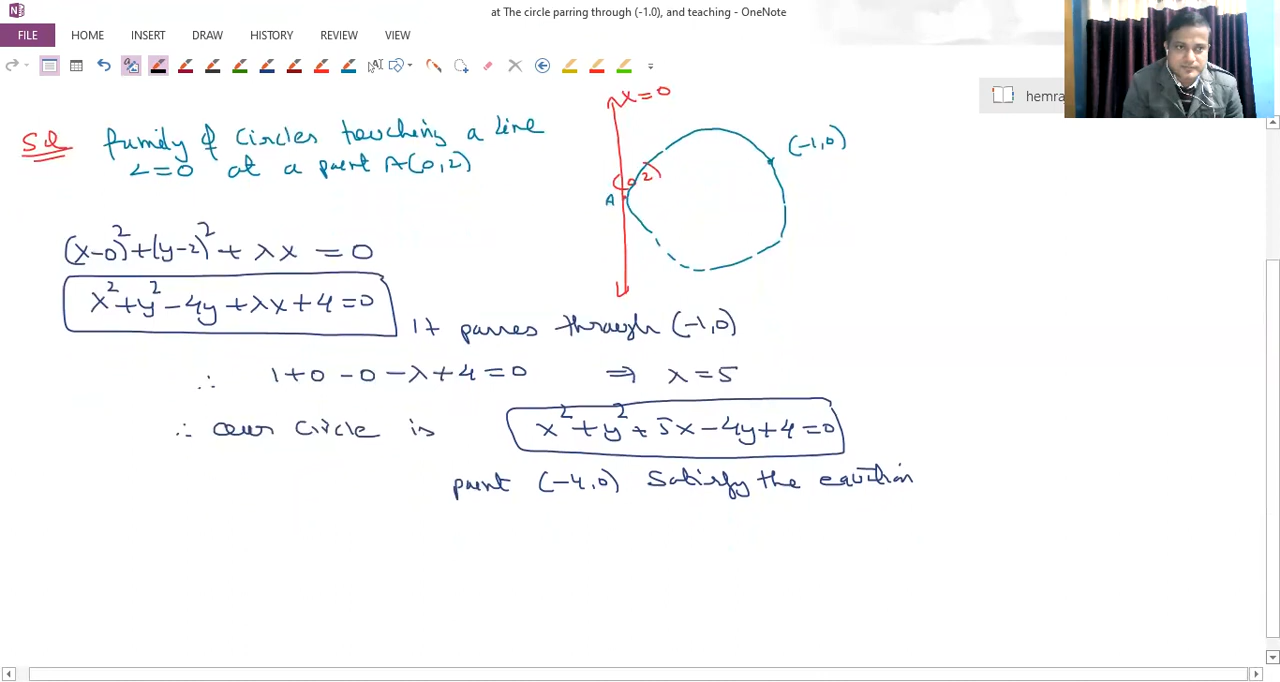 at The circle parring through (-1.0), and teaching - OneNote
FILE HOME INSERT DRAW HISTORY REVIEW VIEW
hemra
x=0
Sol family of Circles touching a line
L=0 at a point A(0,2)
(-1,0)
(0,2)
A
(x-0)²+(y-2)²+λx=0
x²+y²-4y+λx+4=0
It passes through (-1,0)
∴ 1+0-0-λ+4=0 ⇒ λ=5
∴ our Circle is x²+y²+5x-4y+4=0
point (-4,0) Satisfy the equation